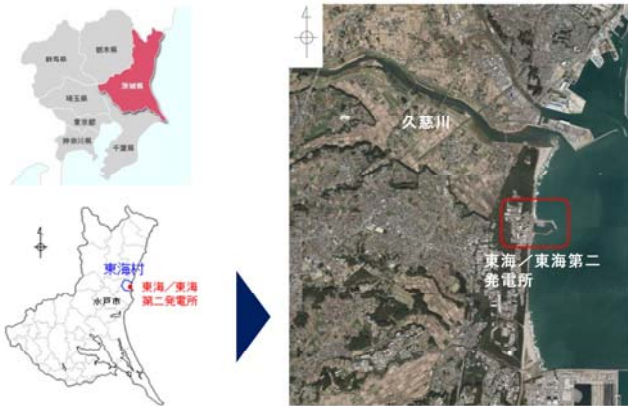 栃木県
群馬県
茨城県
埼玉県
東京都
神奈川県
千葉県
東海村
水戸市
東海／東海
第二発電所
久慈川
東海／東海第二
発電所